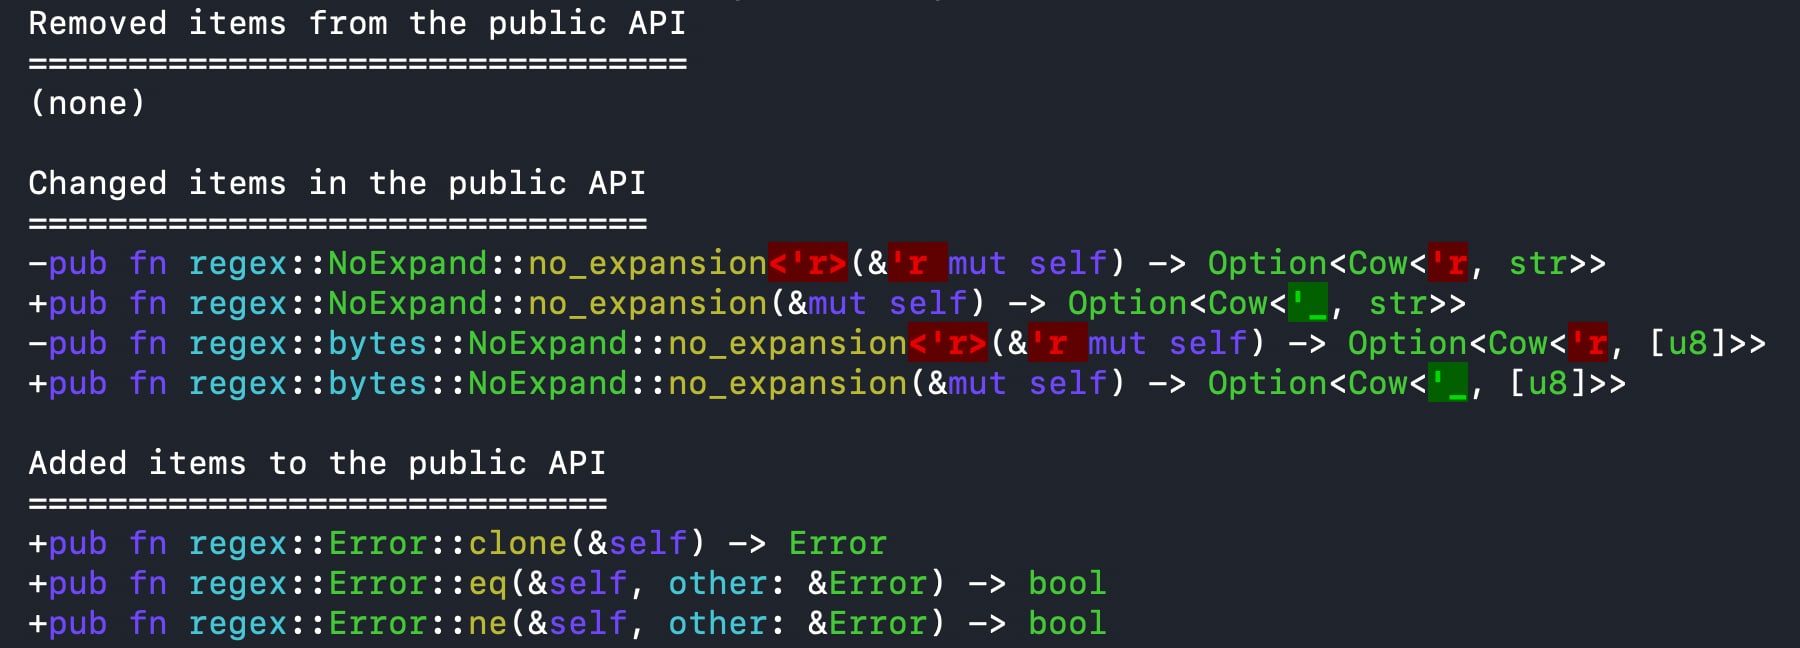 Removed items from the public API
=================================
(none)
Changed items in the public API
===============================
-pub fn regex::NoExpand::no_expansion<'r>(&'r mut self) -> Option<Cow<'r, str>>
+pub fn regex::NoExpand::no_expansion(&mut self) -> Option<Cow<'_, str>>
-pub fn regex::bytes::NoExpand::no_expansion<'r>(&'r mut self) -> Option<Cow<'r, [u8]>>
+pub fn regex::bytes::NoExpand::no_expansion(&mut self) -> Option<Cow<'_, [u8]>>
Added items to the public API
=============================
+pub fn regex::Error::clone(&self) -> Error
+pub fn regex::Error::eq(&self, other: &Error) -> bool
+pub fn regex::Error::ne(&self, other: &Error) -> bool